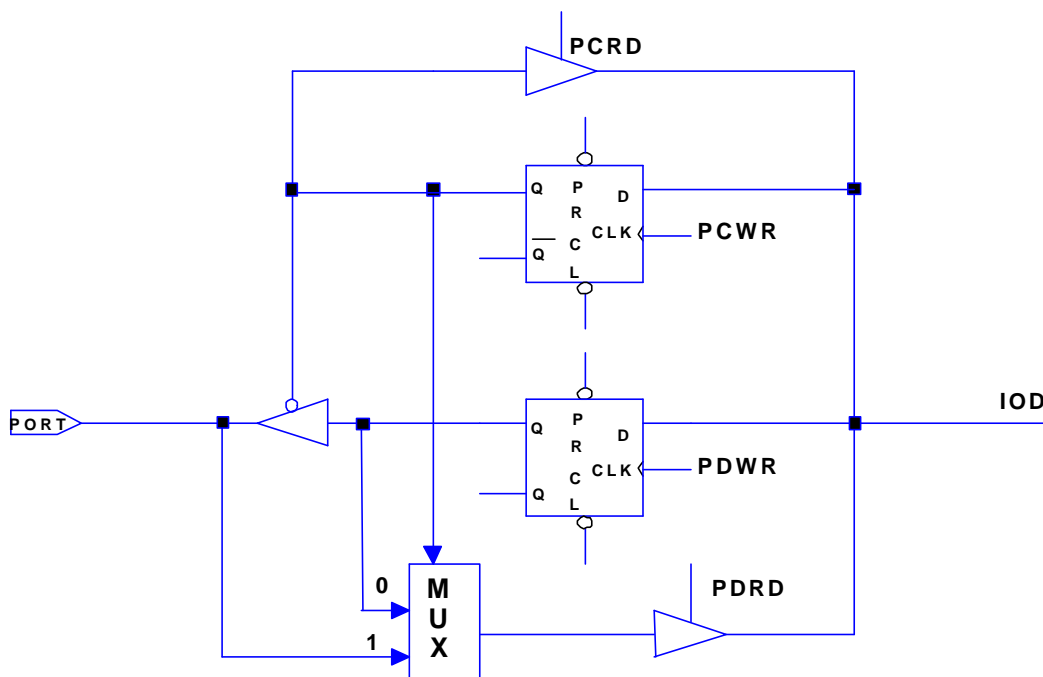 PCRD
Q P D
R
CLK PCWR
C
Q
L
IOD
PORT
Q P D
R
CLK PDWR
C
Q
L
0 M PDRD
U
1 X